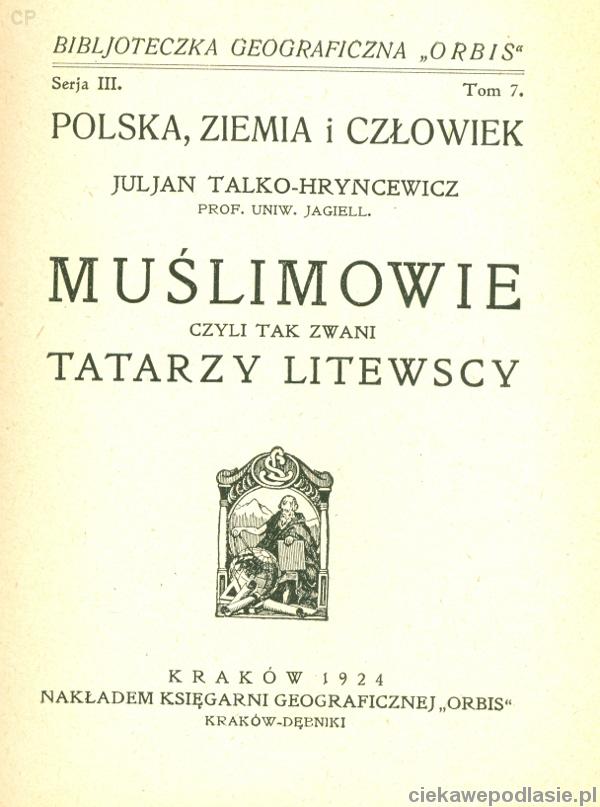 CP
BIBLJOTECZKA GEOGRAFICZNA „ORBIS“
Serja III. Tom 7.
POLSKA, ZIEMIA i CZŁOWIEK
JULJAN TALKO-HRYNCEWICZ
PROF. UNIW. JAGIELL.
MUŚLIMOWIE
CZYLI TAK ZWANI
TATARZY LITEWSCY
KRAKÓW 1924
NAKŁADEM KSIĘGARNI GEOGRAFICZNEJ „ORBIS“
KRAKÓW-DĘBNIKI
ciekawepodlasie.pl